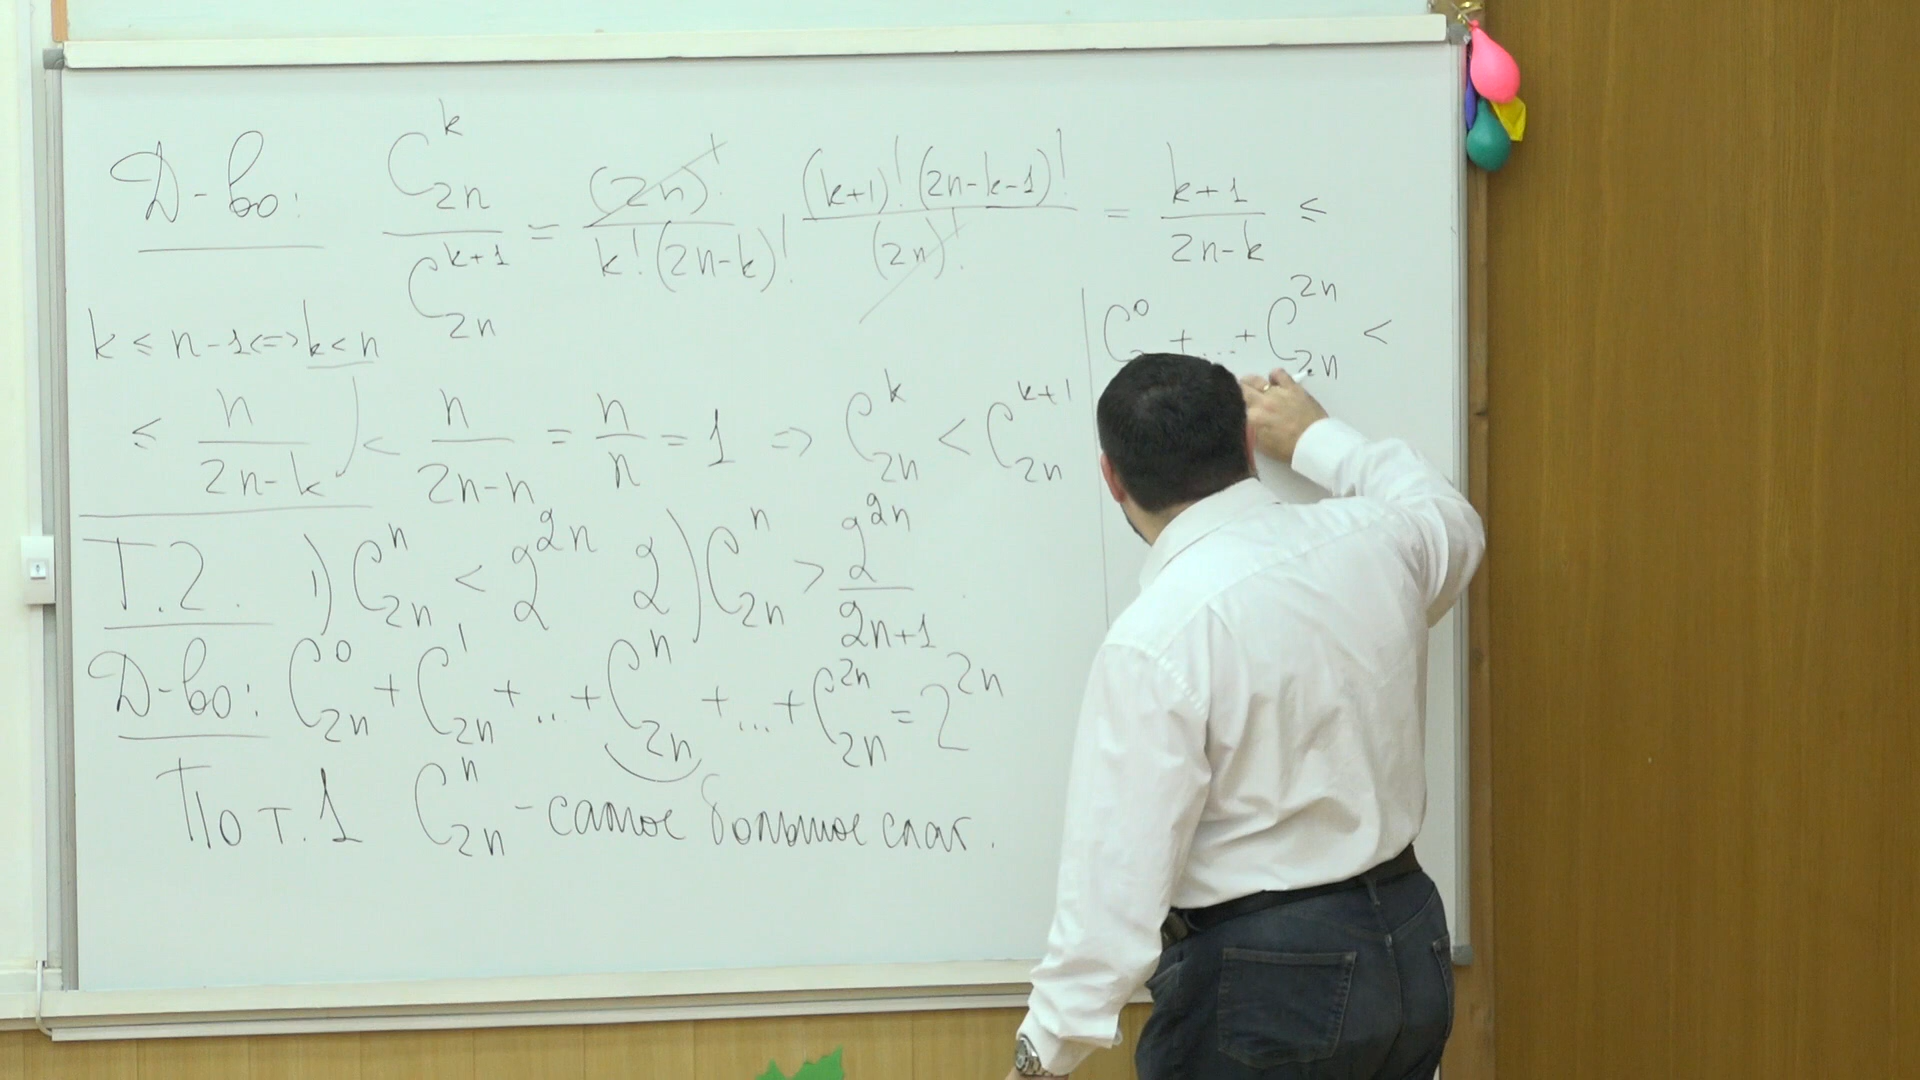 Д-во: C_{2n}^{k} / C_{2n}^{k+1} = (2n)! / k!(2n-k)! (k+1)!(2n-k-1)! / (2n)! = k+1 / 2n-k ≤
k ≤ n-1 <=> k < n
≤ n / 2n-k < n / 2n-n = n / n = 1 => C_{2n}^{k} < C_{2n}^{k+1}
C^{0} + ... + C_{2n}^{2n} <
Т.2. 1) C_{2n}^{n} < 2^{2n} 2) C_{2n}^{n} > 2^{2n} / 2n+1
Д-во: C_{2n}^{0} + C_{2n}^{1} + ... + C_{2n}^{n} + ... + C_{2n}^{2n} = 2^{2n}
По т.1 C_{2n}^{n} - самое большое слаг.